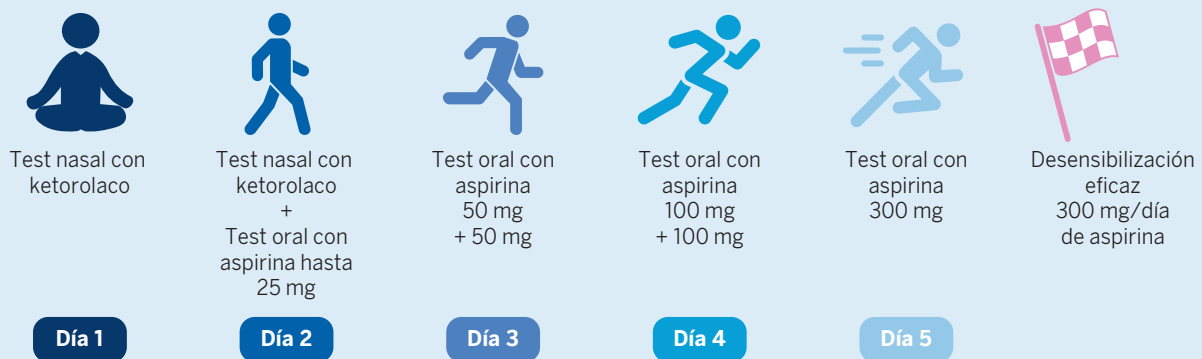 Test nasal con
ketorolaco
Test nasal con
ketorolaco
+
Test oral con
aspirina hasta
25 mg
Test oral con
aspirina
50 mg
+ 50 mg
Test oral con
aspirina
100 mg
+ 100 mg
Test oral con
aspirina
300 mg
Desensibilización
eficaz
300 mg/día
de aspirina
Día 1
Día 2
Día 3
Día 4
Día 5